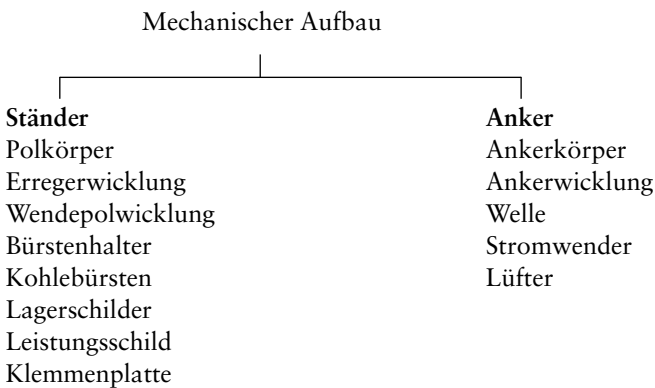 Mechanischer Aufbau
Ständer
Polkörper
Erregerwicklung
Wendepolwicklung
Bürstenhalter
Kohlebürsten
Lagerschilder
Leistungsschild
Klemmenplatte
Anker
Ankerkörper
Ankerwicklung
Welle
Stromwender
Lüfter